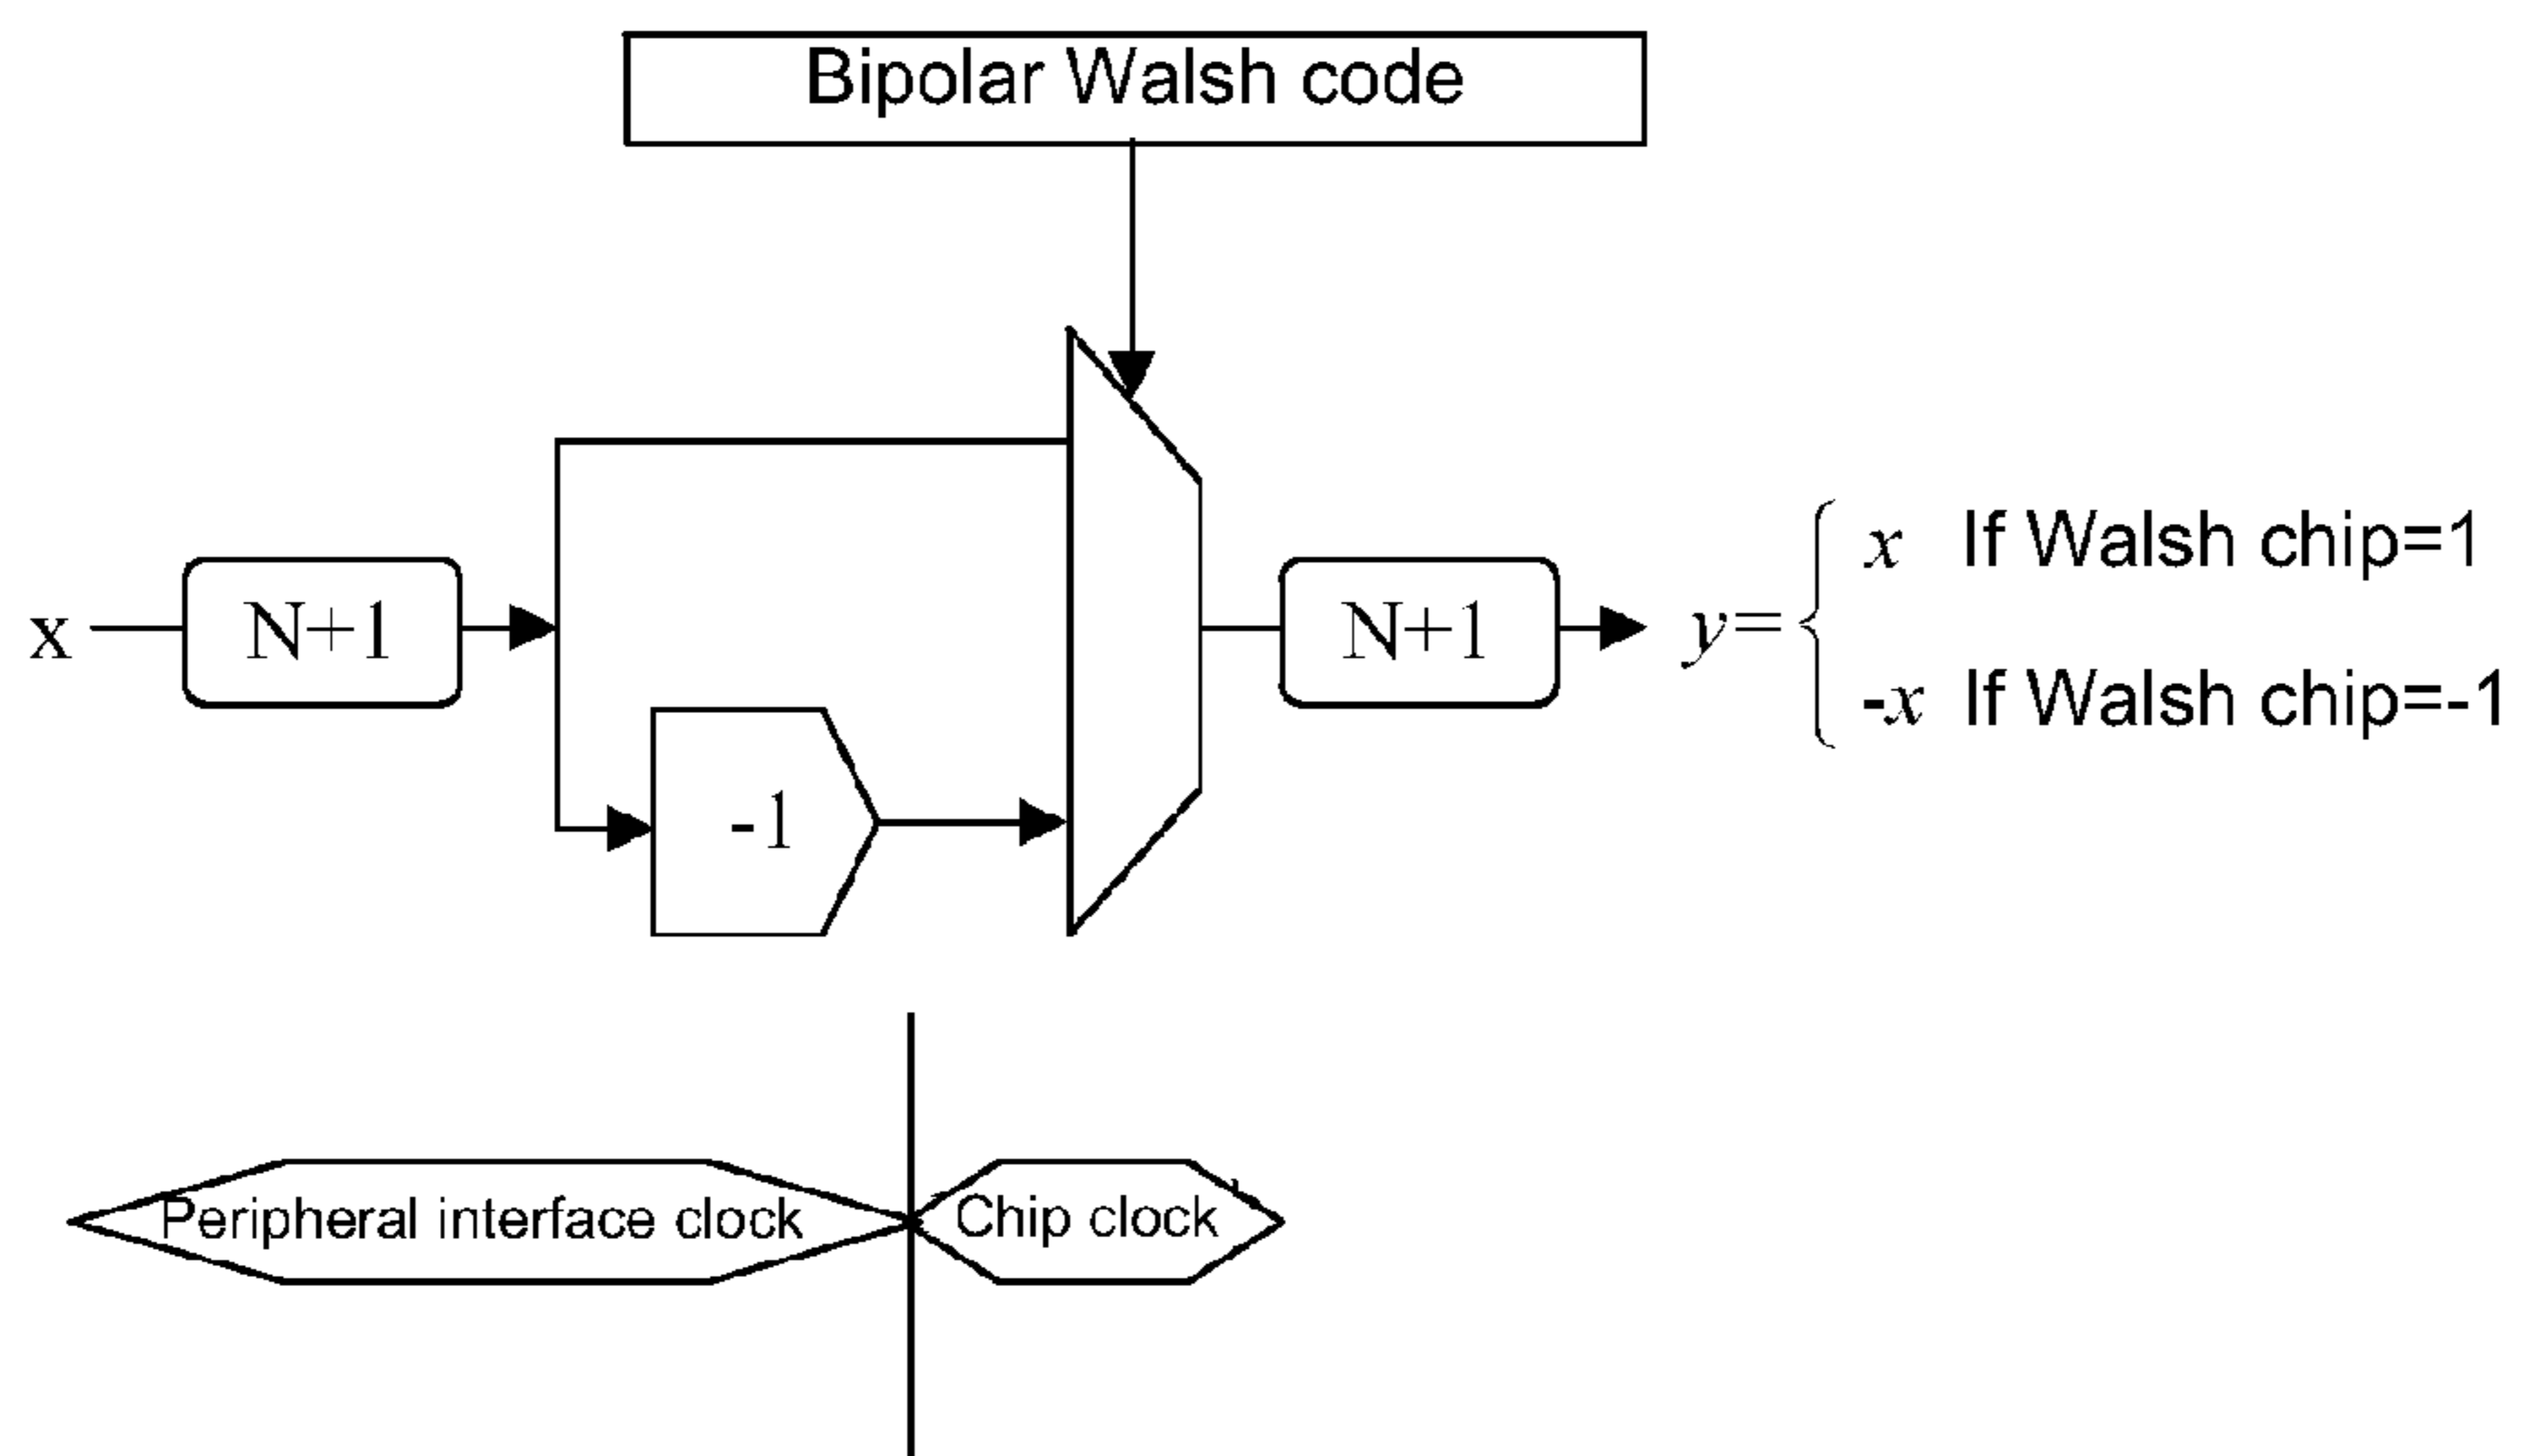 Bipolar Walsh code
x If Walsh chip=1
x N+1 N+1 y=
-x If Walsh chip=-1
-1
Peripheral interface clock Chip clock